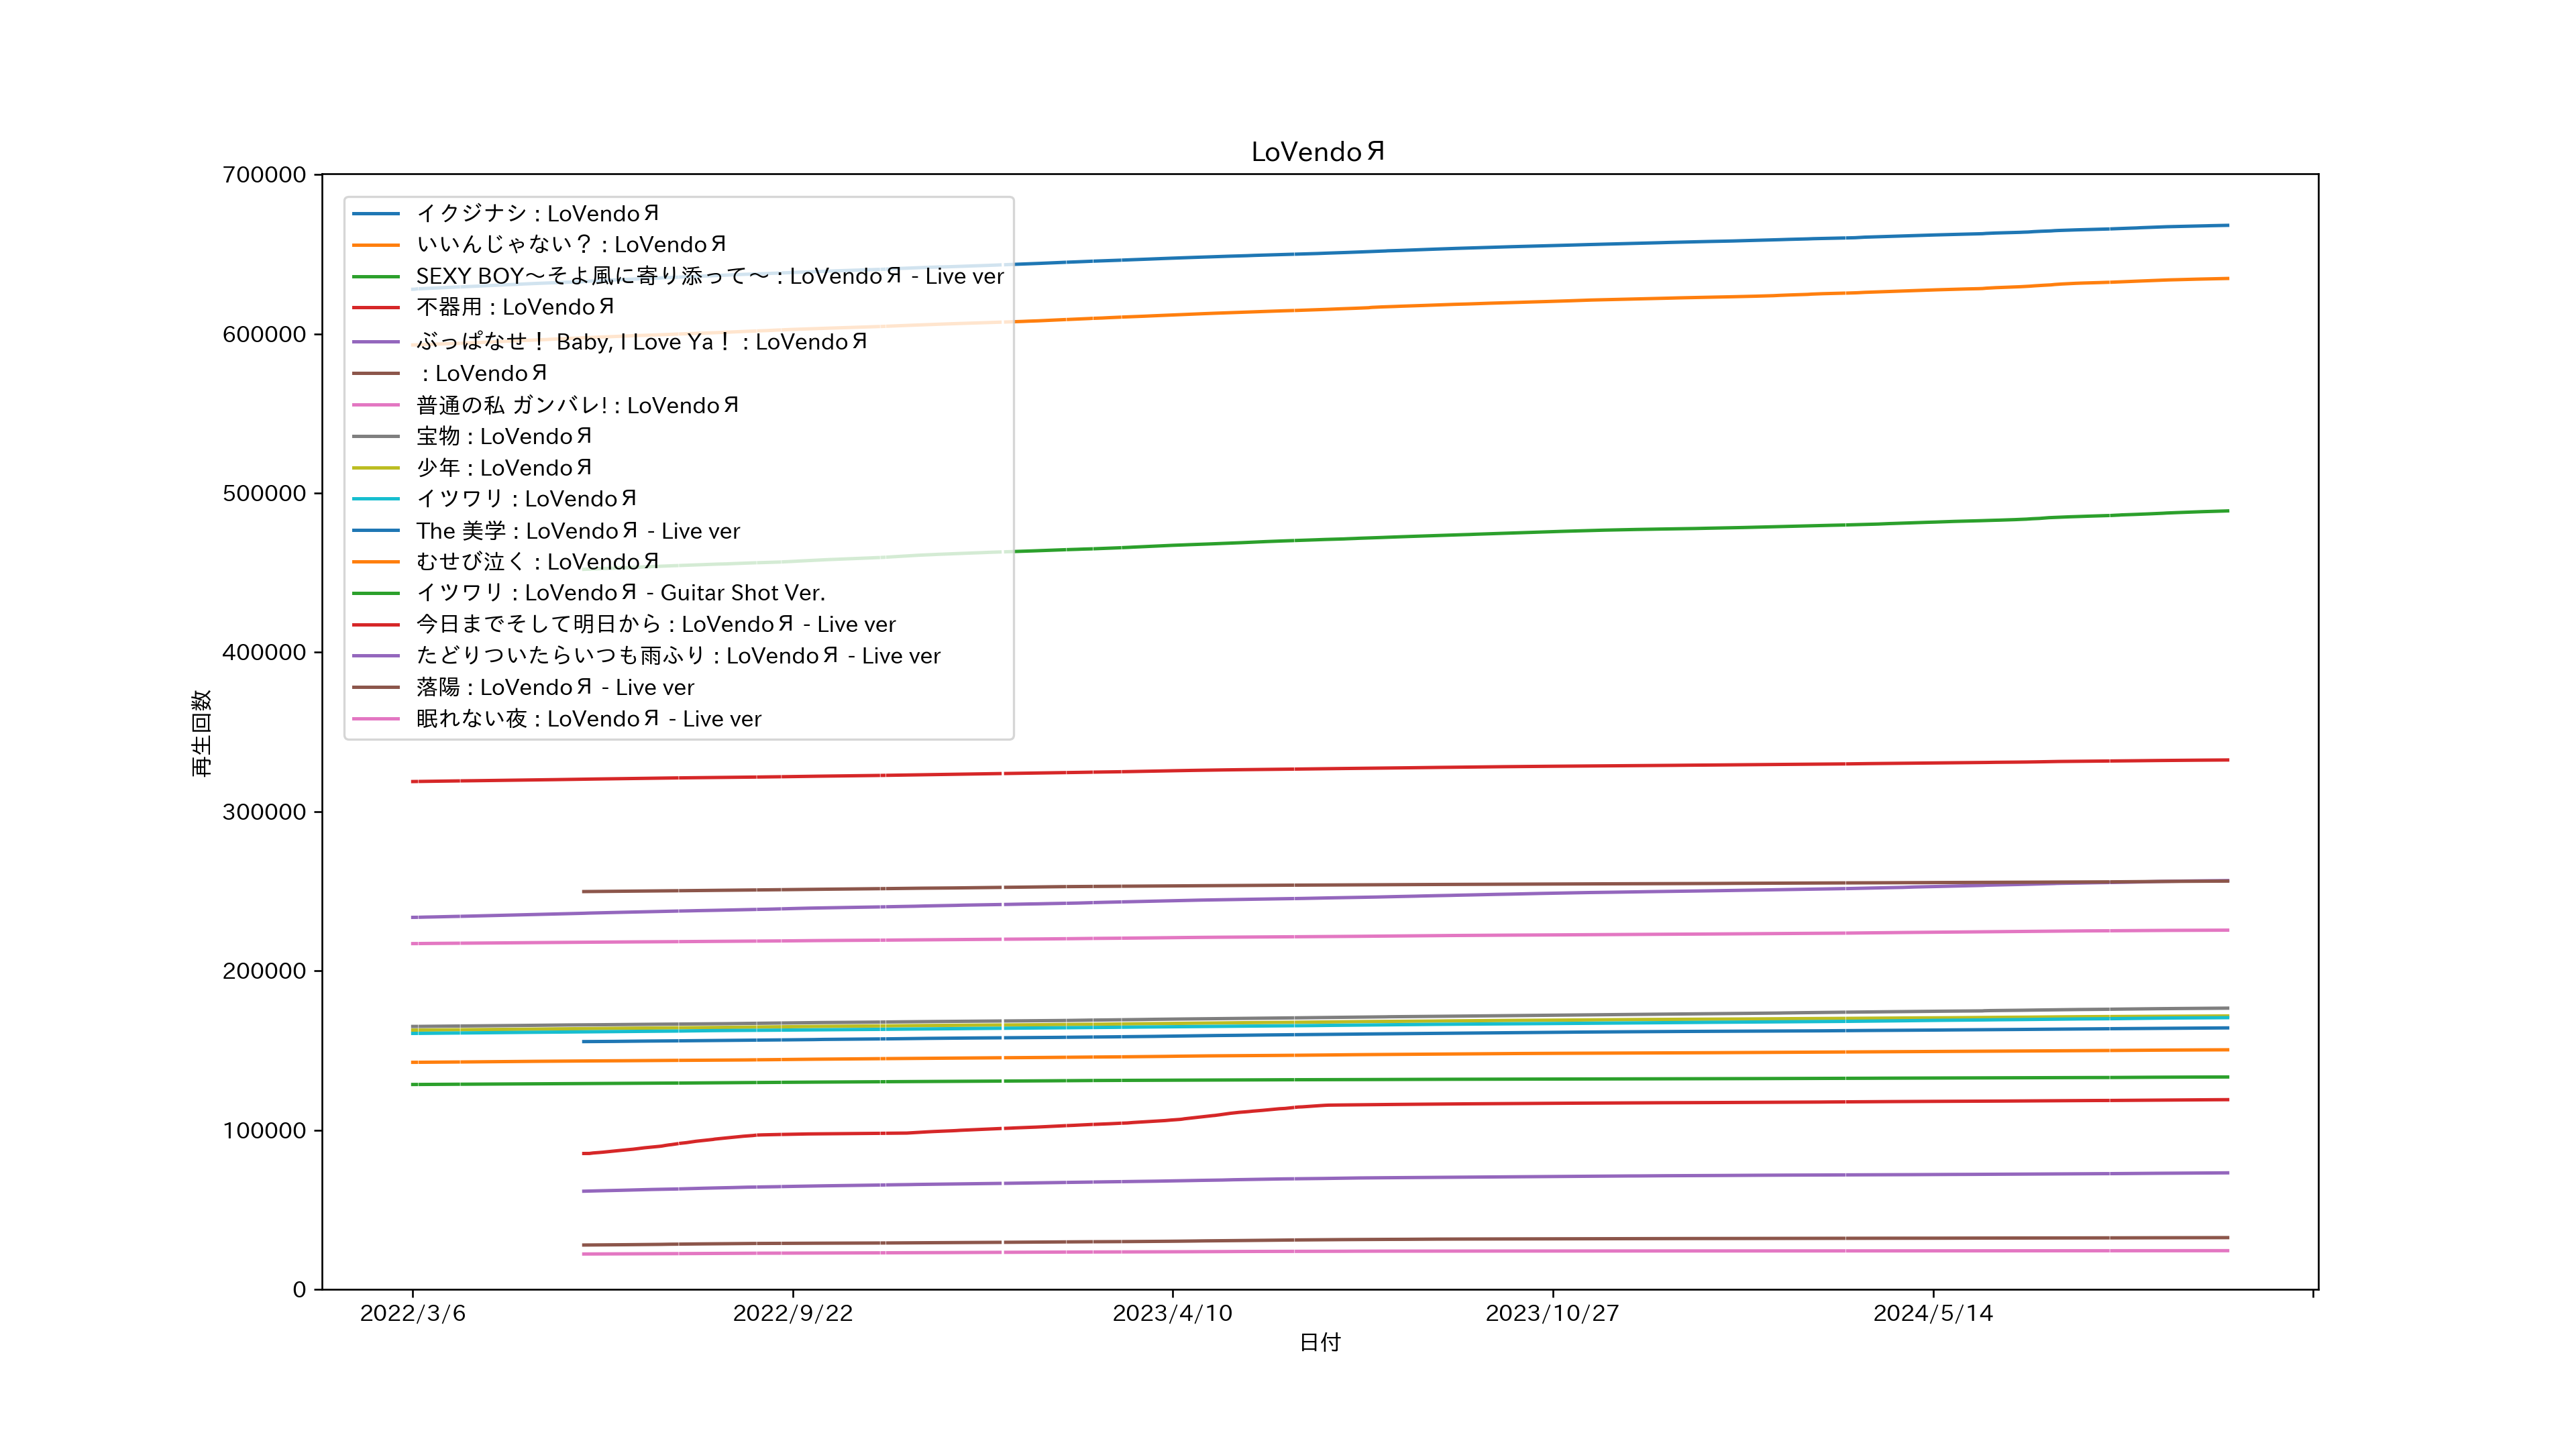 LoVendoЯ
700000
600000
500000
400000
300000
200000
100000
0
再生回数
イクジナシ : LoVendoЯ
いいんじゃない？ : LoVendoЯ
SEXY BOY～そよ風に寄り添って～ : LoVendoЯ - Live ver
不器用 : LoVendoЯ
ぶっぱなせ！ Baby, I Love Ya！ : LoVendoЯ
: LoVendoЯ
普通の私 ガンバレ! : LoVendoЯ
宝物 : LoVendoЯ
少年 : LoVendoЯ
イツワリ : LoVendoЯ
The 美学 : LoVendoЯ - Live ver
むせび泣く : LoVendoЯ
イツワリ : LoVendoЯ - Guitar Shot Ver.
今日までそして明日から : LoVendoЯ - Live ver
たどりついたらいつも雨ふり : LoVendoЯ - Live ver
落陽 : LoVendoЯ - Live ver
眠れない夜 : LoVendoЯ - Live ver
2022/3/6 2022/9/22 2023/4/10 2023/10/27 2024/5/14
日付